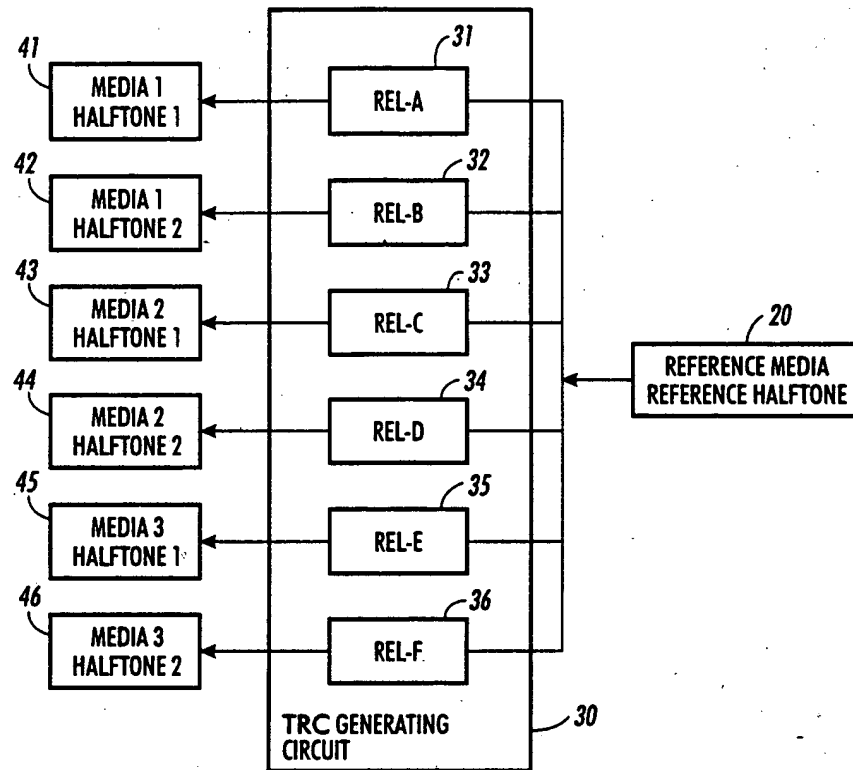 41
MEDIA 1
HALFTONE 1
31
REL-A
42
MEDIA 1
HALFTONE 2
32
REL-B
43
MEDIA 2
HALFTONE 1
33
REL-C
20
REFERENCE MEDIA
REFERENCE HALFTONE
44
MEDIA 2
HALFTONE 2
34
REL-D
45
MEDIA 3
HALFTONE 1
35
REL-E
46
MEDIA 3
HALFTONE 2
36
REL-F
TRC GENERATING
CIRCUIT
30